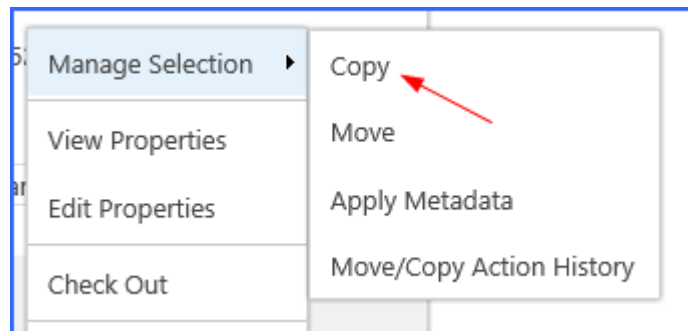 Manage Selection
View Properties
Edit Properties
Check Out
Copy
Move
Apply Metadata
Move/Copy Action History